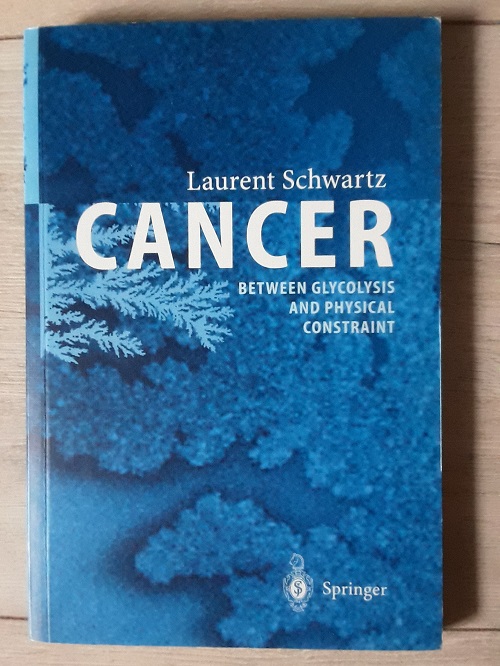 Laurent Schwartz
CANCER
BETWEEN GLYCOLYSIS
AND PHYSICAL
CONSTRAINT
Springer